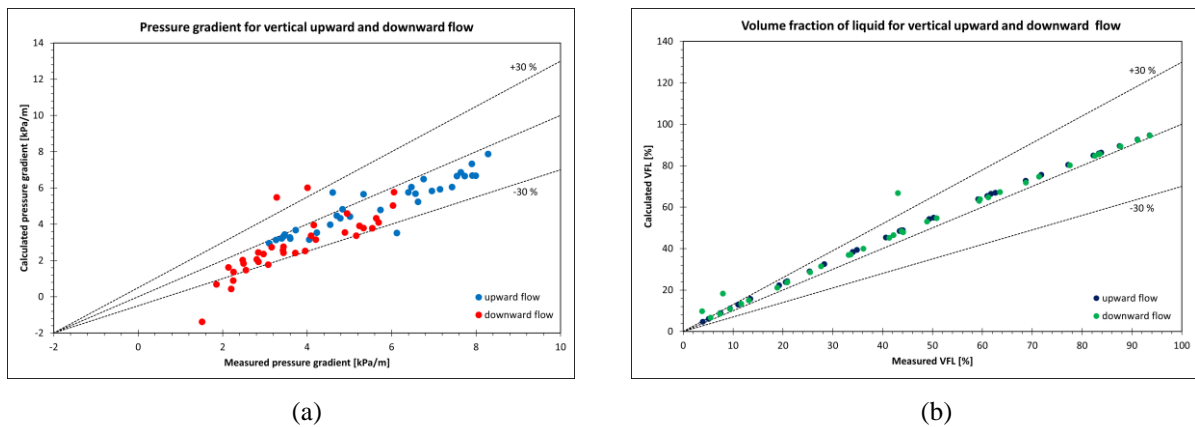 Pressure gradient for vertical upward and downward flow
14
12
10
8
6
4
2
0
-2
-2 0 2 4 6 8 10
Calculated pressure gradient [kPa/m]
Measured pressure gradient [kPa/m]
+30 %
-30 %
upward flow
downward flow
(a)
Volume fraction of liquid for vertical upward and downward flow
140
120
100
80
60
40
20
0
0 10 20 30 40 50 60 70 80 90 100
Calculated VFL [%]
Measured VFL [%]
+30 %
-30 %
upward flow
downward flow
(b)